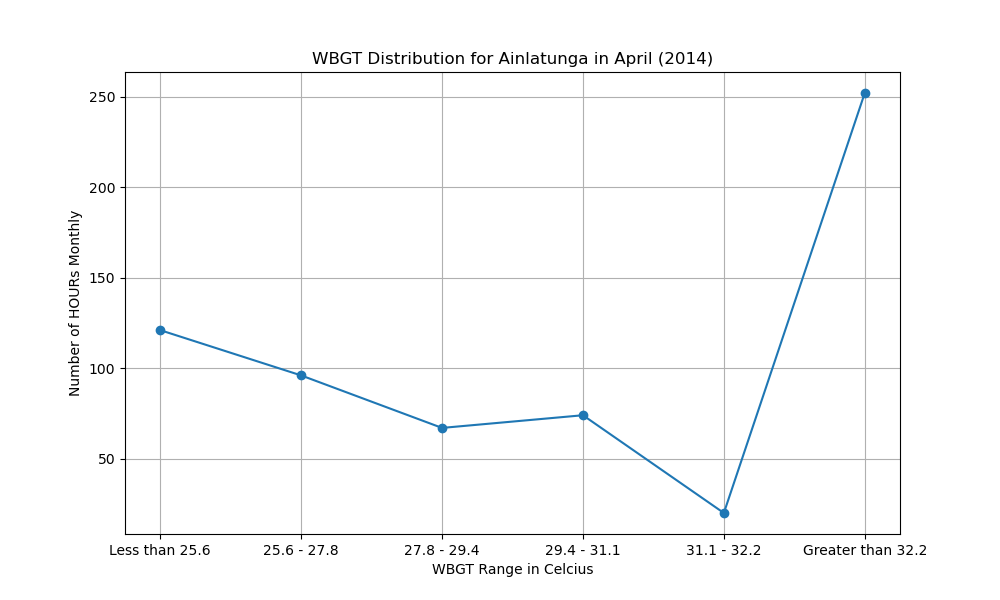 WBGT Distribution for Ainlatunga in April (2014)
Number of HOURs Monthly
250
200
150
100
50
Less than 25.6
25.6 - 27.8
27.8 - 29.4
29.4 - 31.1
31.1 - 32.2
Greater than 32.2
WBGT Range in Celcius